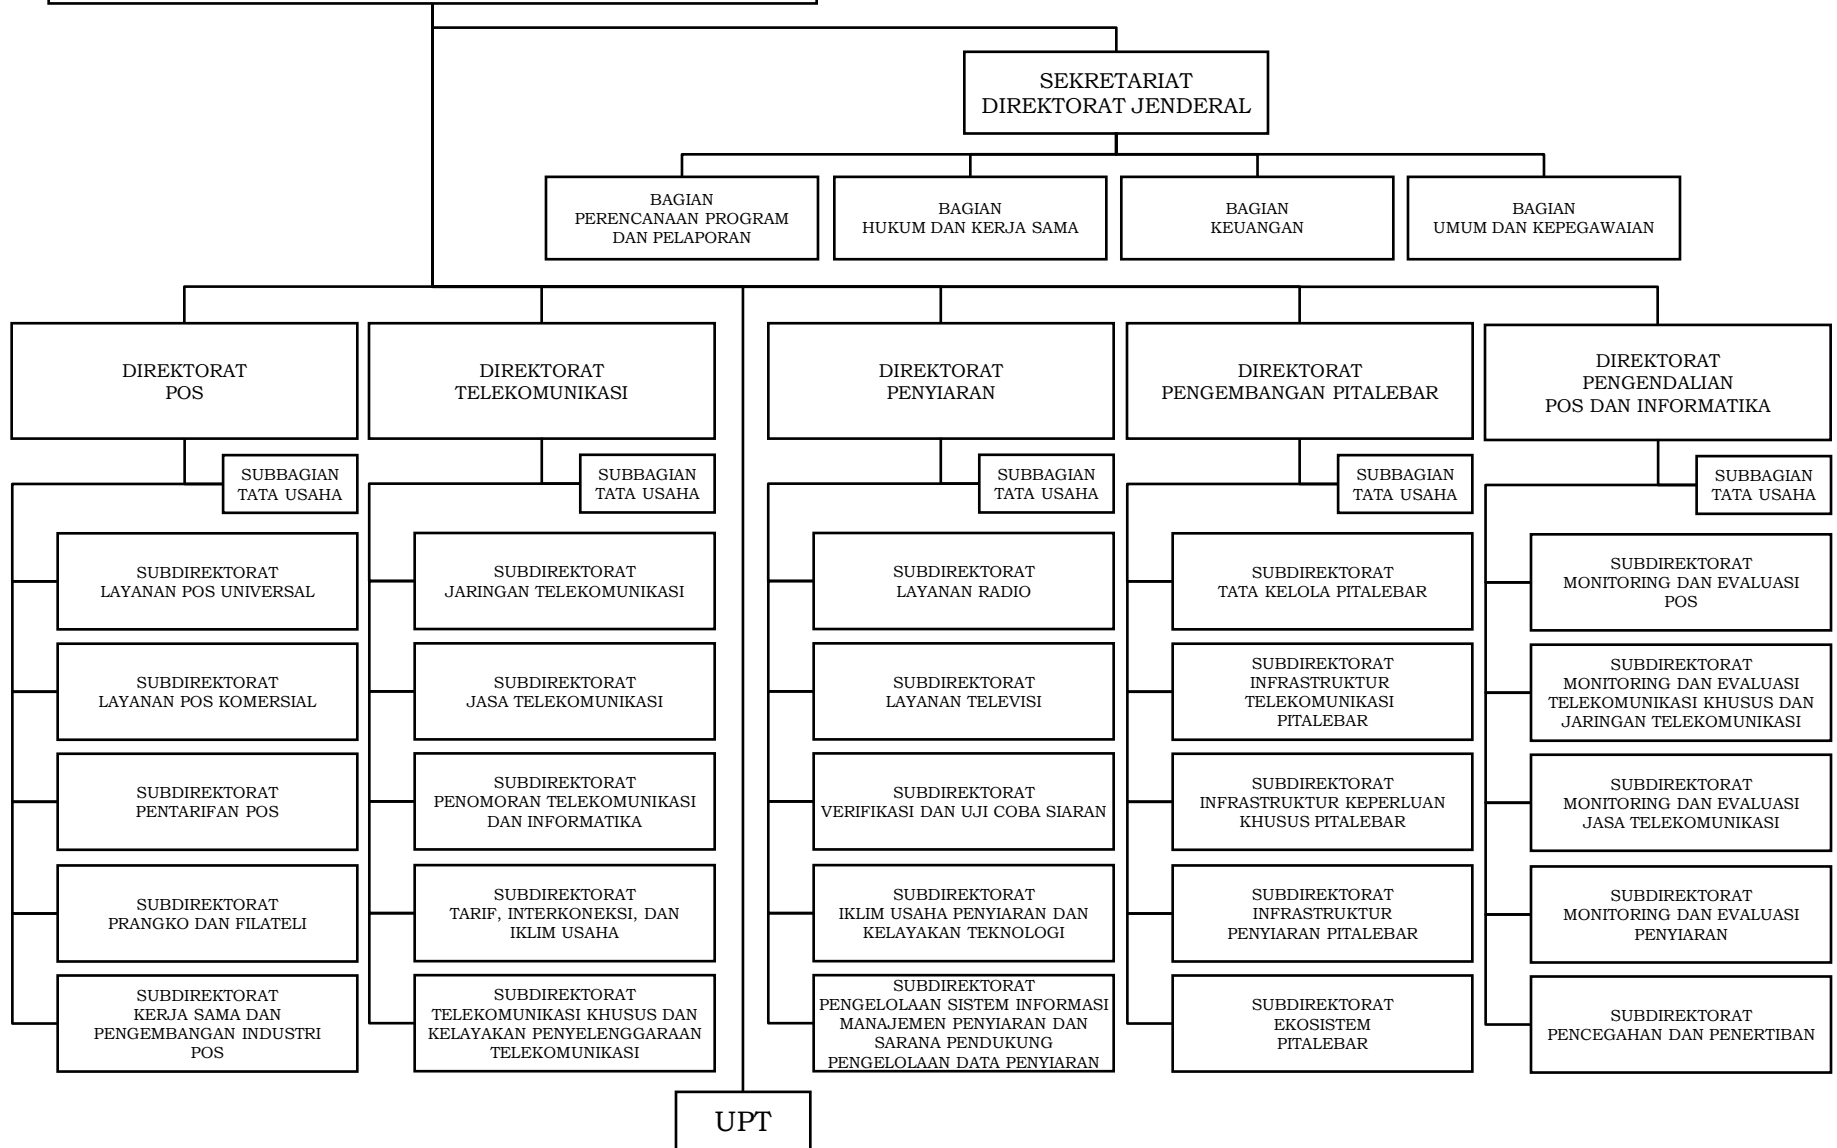 SEKRETARIAT
DIREKTORAT JENDERAL
BAGIAN
PERENCANAAN PROGRAM
DAN PELAPORAN
BAGIAN
HUKUM DAN KERJA SAMA
BAGIAN
KEUANGAN
BAGIAN
UMUM DAN KEPEGAWAIAN
DIREKTORAT
POS
SUBBAGIAN
TATA USAHA
SUBDIREKTORAT
LAYANAN POS UNIVERSAL
SUBDIREKTORAT
LAYANAN POS KOMERSIAL
SUBDIREKTORAT
PENTARIFAN POS
SUBDIREKTORAT
PRANGKO DAN FILATELI
SUBDIREKTORAT
KERJA SAMA DAN
PENGEMBANGAN INDUSTRI
POS
DIREKTORAT
TELEKOMUNIKASI
SUBBAGIAN
TATA USAHA
SUBDIREKTORAT
JARINGAN TELEKOMUNIKASI
SUBDIREKTORAT
JASA TELEKOMUNIKASI
SUBDIREKTORAT
PENOMORAN TELEKOMUNIKASI
DAN INFORMATIKA
SUBDIREKTORAT
TARIF, INTERKONEKSI, DAN
IKLIM USAHA
SUBDIREKTORAT
TELEKOMUNIKASI KHUSUS DAN
KELAYAKAN PENYELENGGARAAN
TELEKOMUNIKASI
DIREKTORAT
PENYIARAN
SUBBAGIAN
TATA USAHA
SUBDIREKTORAT
LAYANAN RADIO
SUBDIREKTORAT
LAYANAN TELEVISI
SUBDIREKTORAT
VERIFIKASI DAN UJI COBA SIARAN
SUBDIREKTORAT
IKLIM USAHA PENYIARAN DAN
KELAYAKAN TEKNOLOGI
SUBDIREKTORAT
PENGELOLAAN SISTEM INFORMASI
MANAJEMEN PENYIARAN DAN
SARANA PENDUKUNG
PENGELOLAAN DATA PENYIARAN
DIREKTORAT
PENGEMBANGAN PITALEBAR
SUBBAGIAN
TATA USAHA
SUBDIREKTORAT
TATA KELOLA PITALEBAR
SUBDIREKTORAT
INFRASTRUKTUR
TELEKOMUNIKASI
PITALEBAR
SUBDIREKTORAT
INFRASTRUKTUR KEPERLUAN
KHUSUS PITALEBAR
SUBDIREKTORAT
INFRASTRUKTUR
PENYIARAN PITALEBAR
SUBDIREKTORAT
EKOSISTEM
PITALEBAR
DIREKTORAT
PENGENDALIAN
POS DAN INFORMATIKA
SUBBAGIAN
TATA USAHA
SUBDIREKTORAT
MONITORING DAN EVALUASI
POS
SUBDIREKTORAT
MONITORING DAN EVALUASI
TELEKOMUNIKASI KHUSUS DAN
JARINGAN TELEKOMUNIKASI
SUBDIREKTORAT
MONITORING DAN EVALUASI
JASA TELEKOMUNIKASI
SUBDIREKTORAT
MONITORING DAN EVALUASI
PENYIARAN
SUBDIREKTORAT
PENCEGAHAN DAN PENERTIBAN
UPT